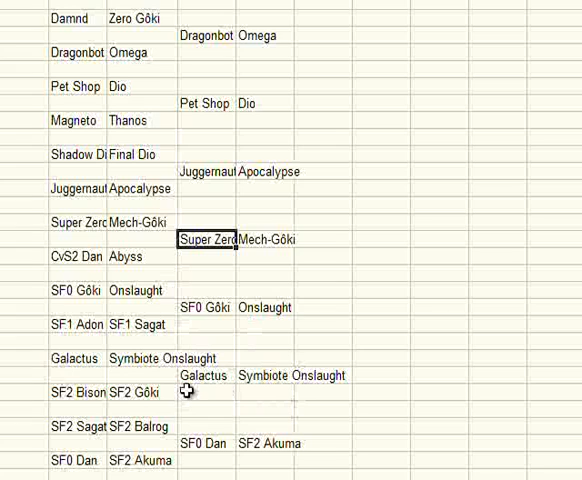 Damnd Zero Gôki
Dragonbot Omega
Dragonbot Omega
Pet Shop Dio
Pet Shop Dio
Magneto Thanos
Shadow Di Final Dio
Juggernaut Apocalypse
Juggernaut Apocalypse
Super Zero Mech-Gôki
Super Zero Mech-Gôki
CvS2 Dan Abyss
SF0 Gôki Onslaught
SF0 Gôki Onslaught
SF1 Adon SF1 Sagat
Galactus Symbiote Onslaught
Galactus Symbiote Onslaught
SF2 Bison SF2 Gôki
SF2 Sagat SF2 Balrog
SF0 Dan SF2 Akuma
SF0 Dan SF2 Akuma